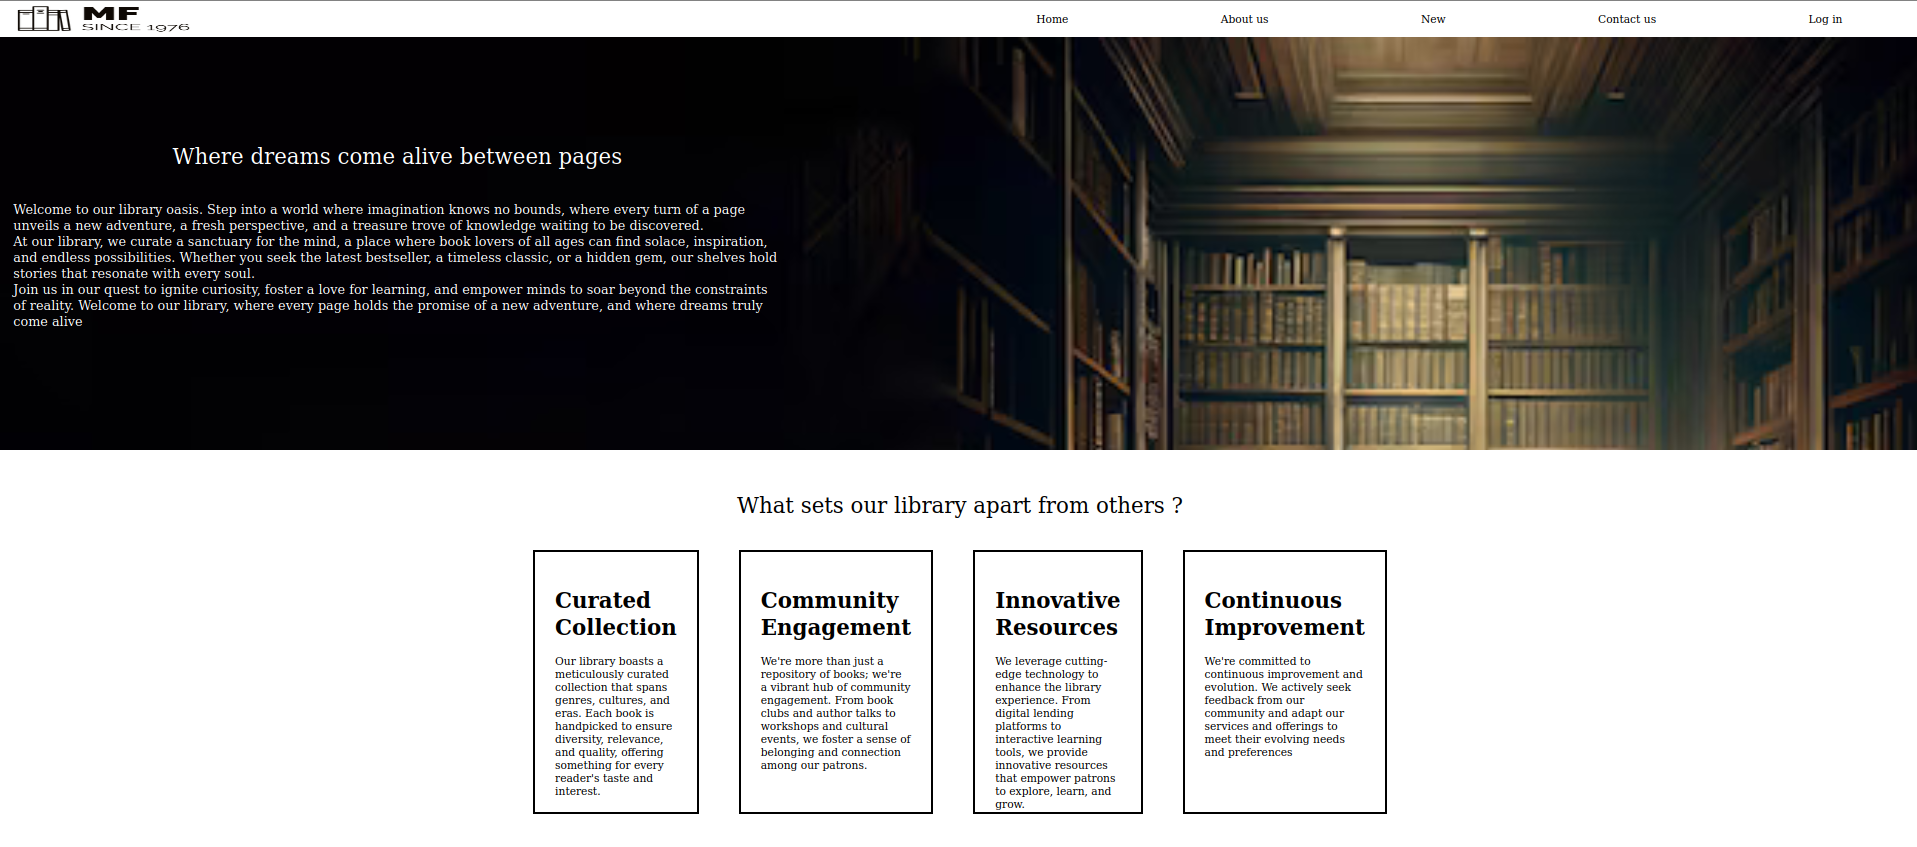 MF
SINCE 1976
Home
About us
New
Contact us
Log in
Where dreams come alive between pages
Welcome to our library oasis. Step into a world where imagination knows no bounds, where every turn of a page
unveils a new adventure, a fresh perspective, and a treasure trove of knowledge waiting to be discovered.
At our library, we curate a sanctuary for the mind, a place where book lovers of all ages can find solace, inspiration,
and endless possibilities. Whether you seek the latest bestseller, a timeless classic, or a hidden gem, our shelves hold
stories that resonate with every soul.
Join us in our quest to ignite curiosity, foster a love for learning, and empower minds to soar beyond the constraints
of reality. Welcome to our library, where every page holds the promise of a new adventure, and where dreams truly
come alive
What sets our library apart from others ?
Curated
Collection
Our library boasts a
meticulously curated
collection that spans
genres, cultures, and
eras. Each book is
handpicked to ensure
diversity, relevance,
and quality, offering
something for every
reader's taste and
interest.
Community
Engagement
We're more than just a
repository of books; we're
a vibrant hub of community
engagement. From book
clubs and author talks to
workshops and cultural
events, we foster a sense of
belonging and connection
among our patrons.
Innovative
Resources
We leverage cutting-
edge technology to
enhance the library
experience. From
digital lending
platforms to
interactive learning
tools, we provide
innovative resources
that empower patrons
to explore, learn, and
grow.
Continuous
Improvement
We're committed to
continuous improvement and
evolution. We actively seek
feedback from our
community and adapt our
services and offerings to
meet their evolving needs
and preferences